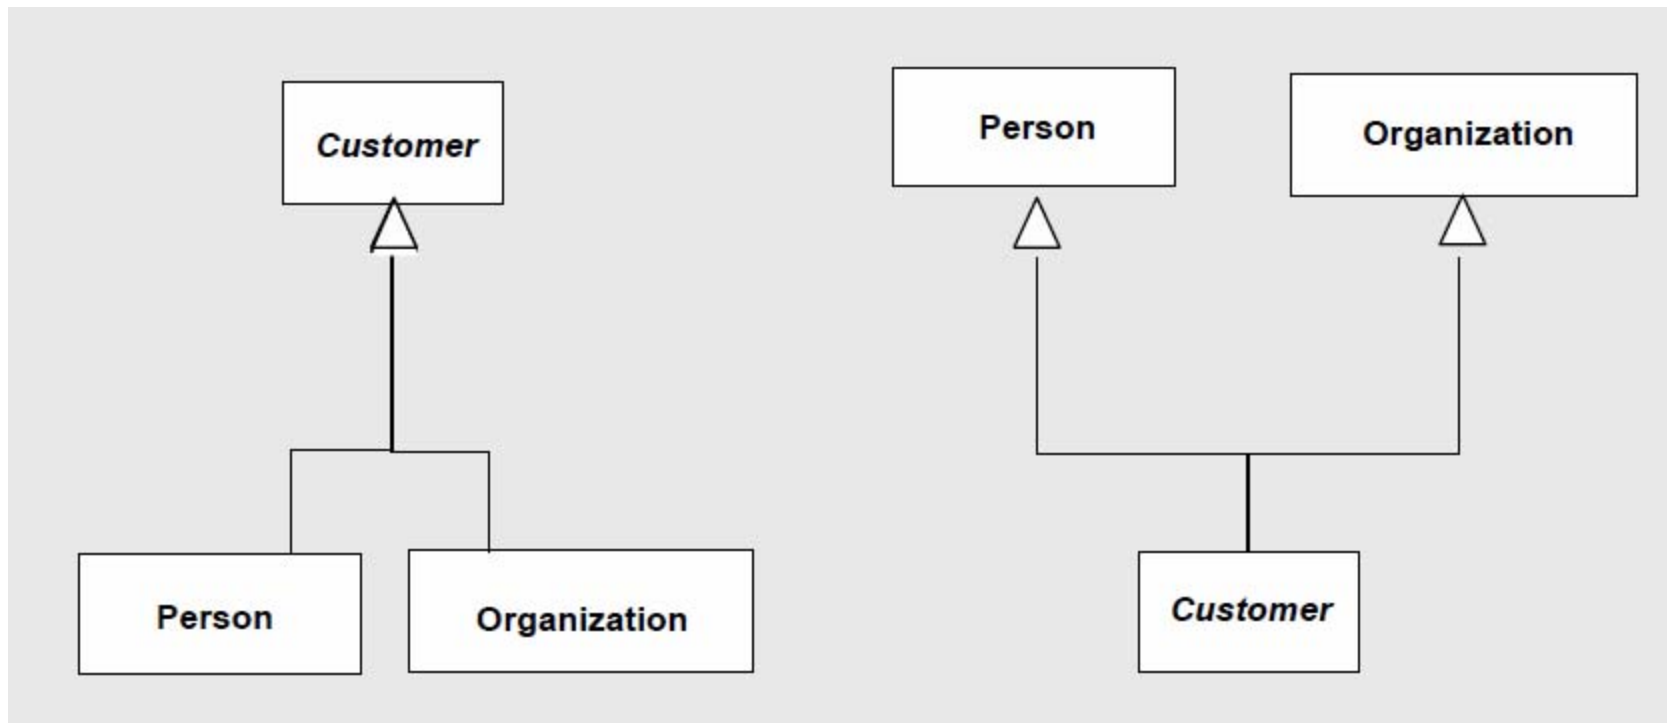 Customer
Person
Organization
Person
Organization
Customer